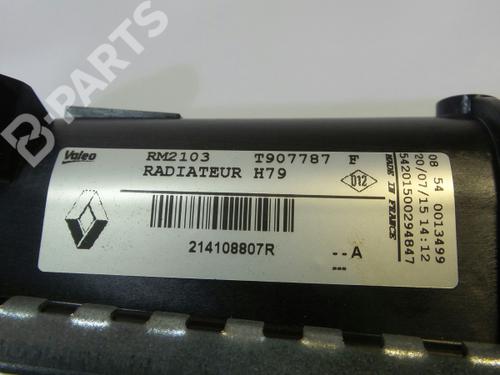 B-PARTS
Valeo
RM2103 T907787 F
RADIATEUR H79
D12
214108807R
--A
---
08 54 0013499
20/07/15 14:12
5420150029484​7
MADE IN FRANCE